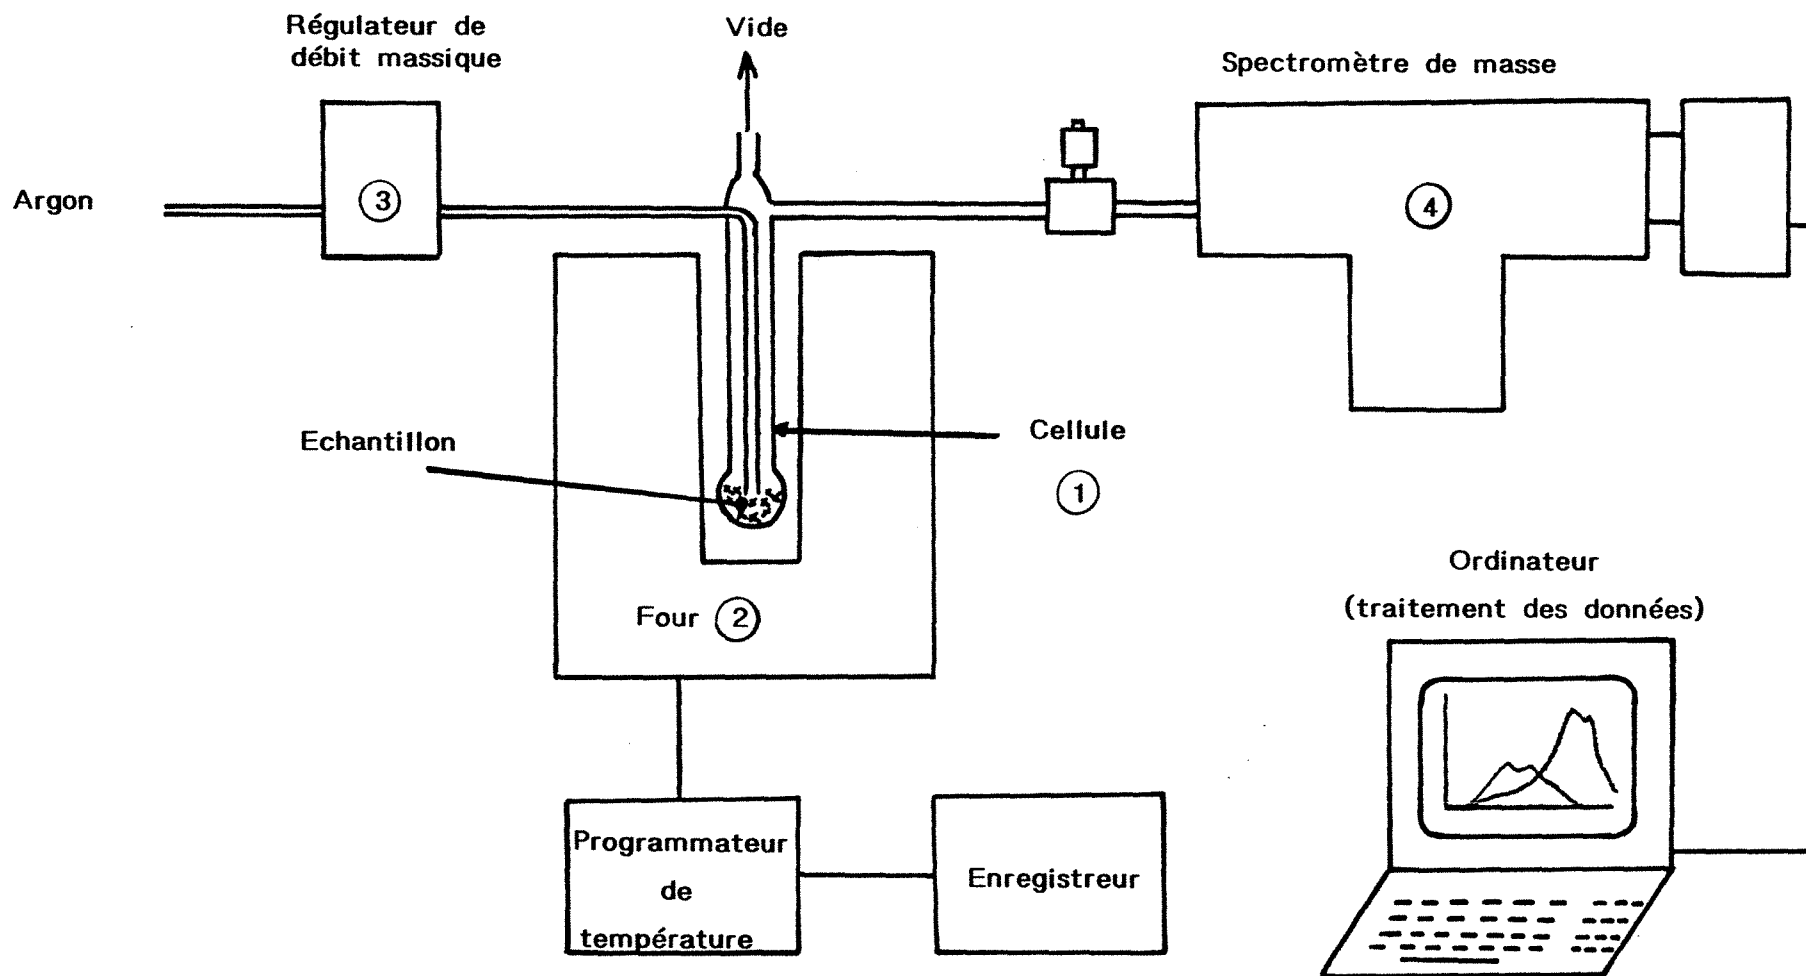 Régulateur de
débit massique
Vide
Spectromètre de masse
Argon
3
4
Echantillon
Cellule
1
Four 2
Ordinateur
(traitement des données)
Programmateur
de
température
Enregistreur